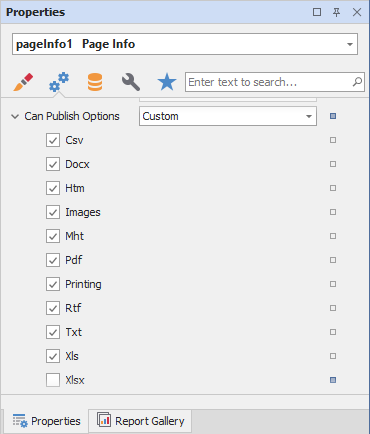 Properties
pageInfo1 Page Info
Enter text to search...
Can Publish Options Custom
Csv
Docx
Htm
Images
Mht
Pdf
Printing
Rtf
Txt
Xls
Xlsx
Properties Report Gallery